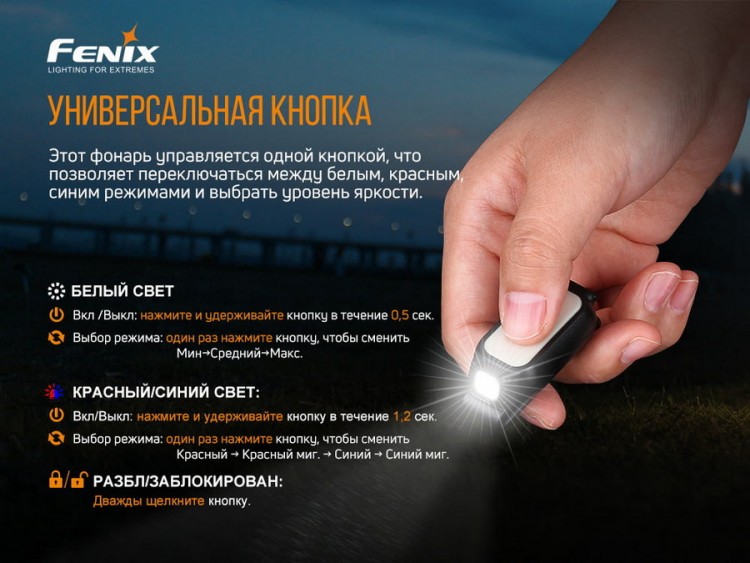 FENIX
LIGHTING FOR EXTREMES
УНИВЕРСАЛЬНАЯ КНОПКА
Этот фонарь управляется одной кнопкой, что
позволяет переключаться между белым, красным,
синим режимами и выбрать уровень яркости.
БЕЛЫЙ СВЕТ
Вкл /Выкл: нажмите и удерживайте кнопку в течение 0,5 сек.
Выбор режима: один раз нажмите кнопку, чтобы сменить
Мин→Средний→Макс.
КРАСНЫЙ/СИНИЙ СВЕТ:
Вкл/Выкл: нажмите и удерживайте кнопку в течение 1,2 сек.
Выбор режима: один раз нажмите кнопку, чтобы сменить
Красный → Красный миг. → Синий → Синий миг.
/ РАЗБЛ/ЗАБЛОКИРОВАН:
Дважды щелкните кнопку.